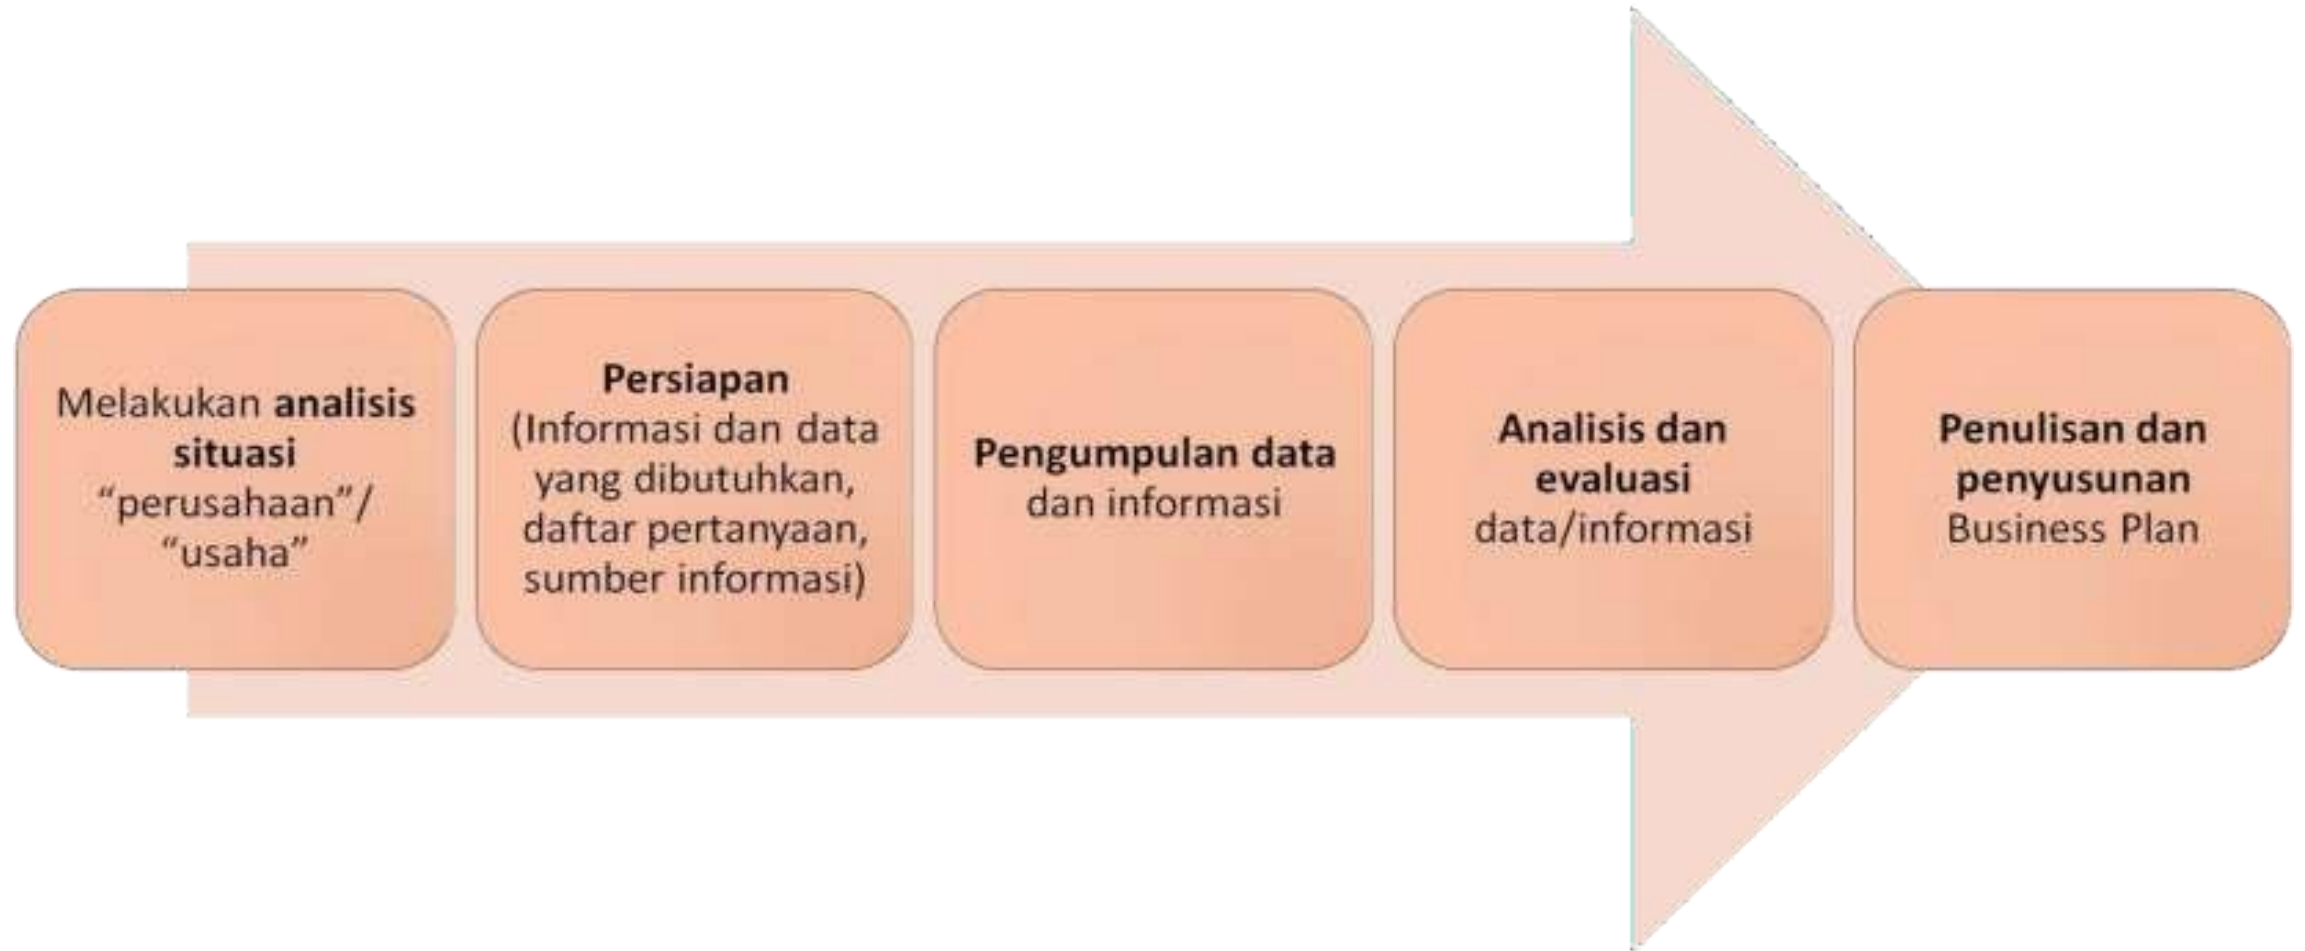 Melakukan analisis
situasi
“perusahaan”/
“usaha”
Persiapan
(Informasi dan data
yang dibutuhkan,
daftar pertanyaan,
sumber informasi)
Pengumpulan data
dan informasi
Analisis dan
evaluasi
data/informasi
Penulisan dan
penyusunan
Business Plan